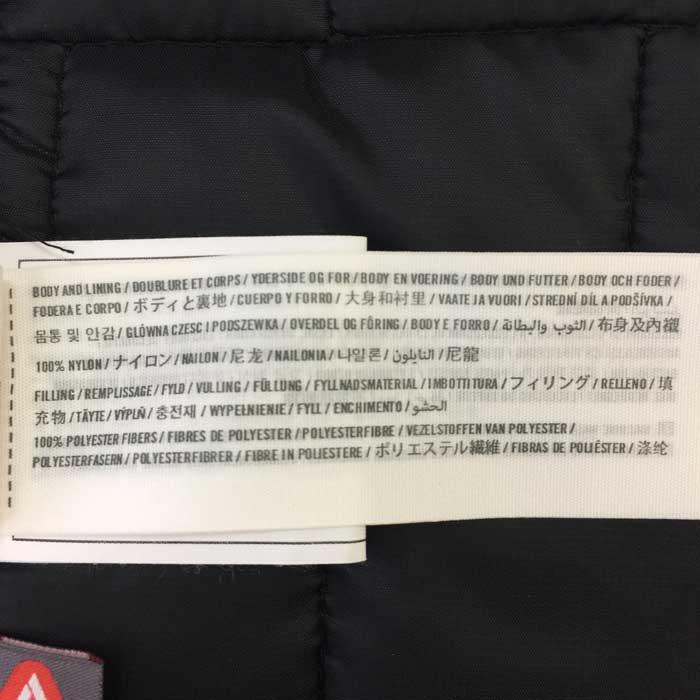 BODY AND LINING / DOUBLURE ET CORPS / YDERSIDE OG FOR / BODY EN VOERING / BODY UND FUTTER / BODY OCH FODER /
FODERA E CORPO / ボディと裏地 / CUERPO Y FORRO / 大身和衬里 / VAATE JA VUORI / STREDNÍ DÍL A PODŠÍVKA /
몸통 및 안감 / GLÓWNA CZESC I PODSZEWKA / OVERDEL OG FÔRING / BODY E FORRO / الثوب والبطانة / 布身及內襯
100% NYLON / ナイロン / NAILON / 尼龙 / NAILONIA / 나일론 / النايلون / 尼龍
FILLING / REMPLISSAGE / FYLD / VULLING / FÜLLUNG / FYLLNADSMATERIAL / IMBOTTITURA / フィリング / RELLENO / 填
充物 / TÄYTE / VÝPLŇ / 충전재 / WYPEŁNIENIE / FYLL / ENCHIMENTO / الحشو
100% POLYESTER FIBERS / FIBRES DE POLYESTER / POLYESTERFIBRE / VEZELSTOFFEN VAN POLYESTER /
POLYESTERFASERN / POLYESTERFIBRER / FIBRE IN POLIESTERE / ポリエステル繊維 / FIBRAS DE POLIÉSTER / 涤纶